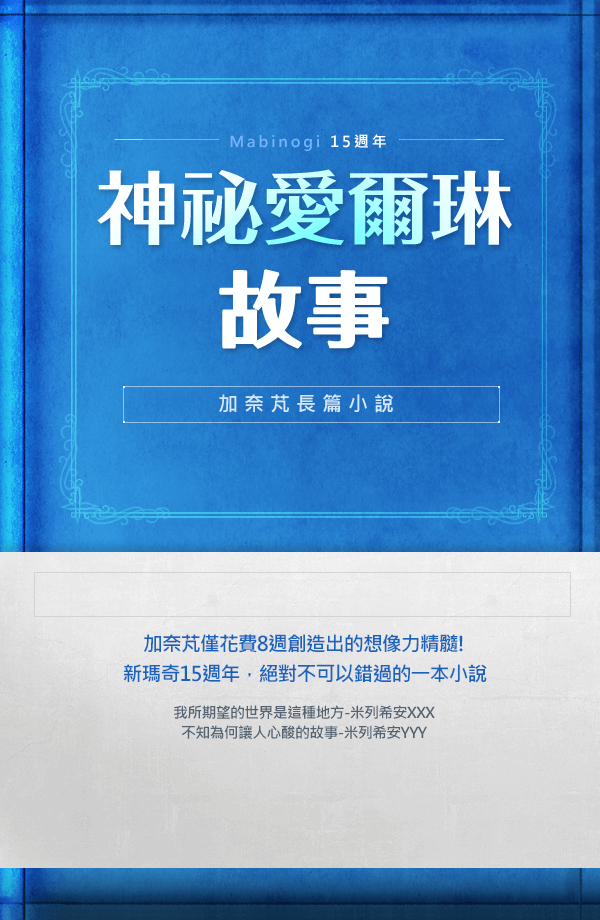 Mabinogi 15週年
神祕愛爾琳
故事
加奈芃長篇小說
加奈芃僅花費8週創造出的想像力精髓!
新瑪奇15週年,絕對不可以錯過的一本小說
我所期望的世界是這種地方-米列希安XXX
不知為何讓人心酸的故事-米列希安YYY